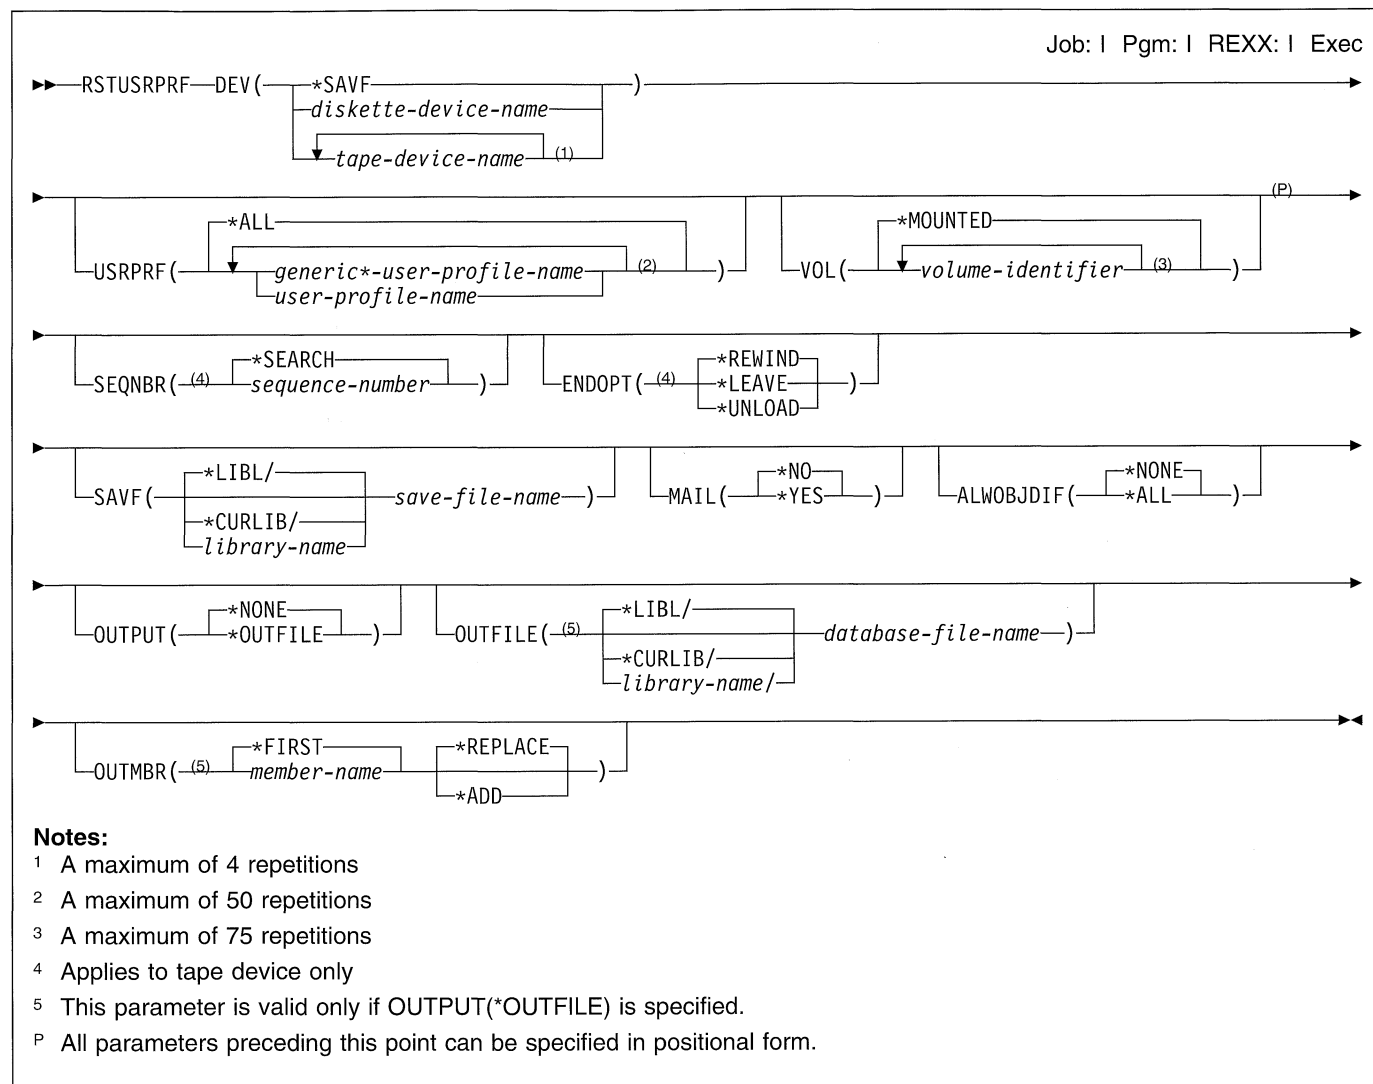 Job: I Pgm: I REXX: I Exec
RSTUSRPRF DEV( *SAVF )
diskette-device-name
tape-device-name (1)
(P)
*ALL *MOUNTED
USRPRF( generic*-user-profile-name (2) ) VOL( volume-identifier (3) )
user-profile-name
*SEARCH *REWIND
SEQNBR( (4) sequence-number ) ENDOPT( (4) *LEAVE )
*UNLOAD
*LIBL/ *NO *NONE
SAVF( save-file-name ) MAIL( *YES ) ALWOBJDIF( *ALL )
*CURLIB/
library-name
*NONE *LIBL/
OUTPUT( *OUTFILE ) OUTFILE( (5) database-file-name )
*CURLIB/
library-name/
*FIRST *REPLACE
OUTMBR( (5) member-name )
*ADD
Notes:
1 A maximum of 4 repetitions
2 A maximum of 50 repetitions
3 A maximum of 75 repetitions
4 Applies to tape device only
5 This parameter is valid only if OUTPUT(*OUTFILE) is specified.
P All parameters preceding this point can be specified in positional form.